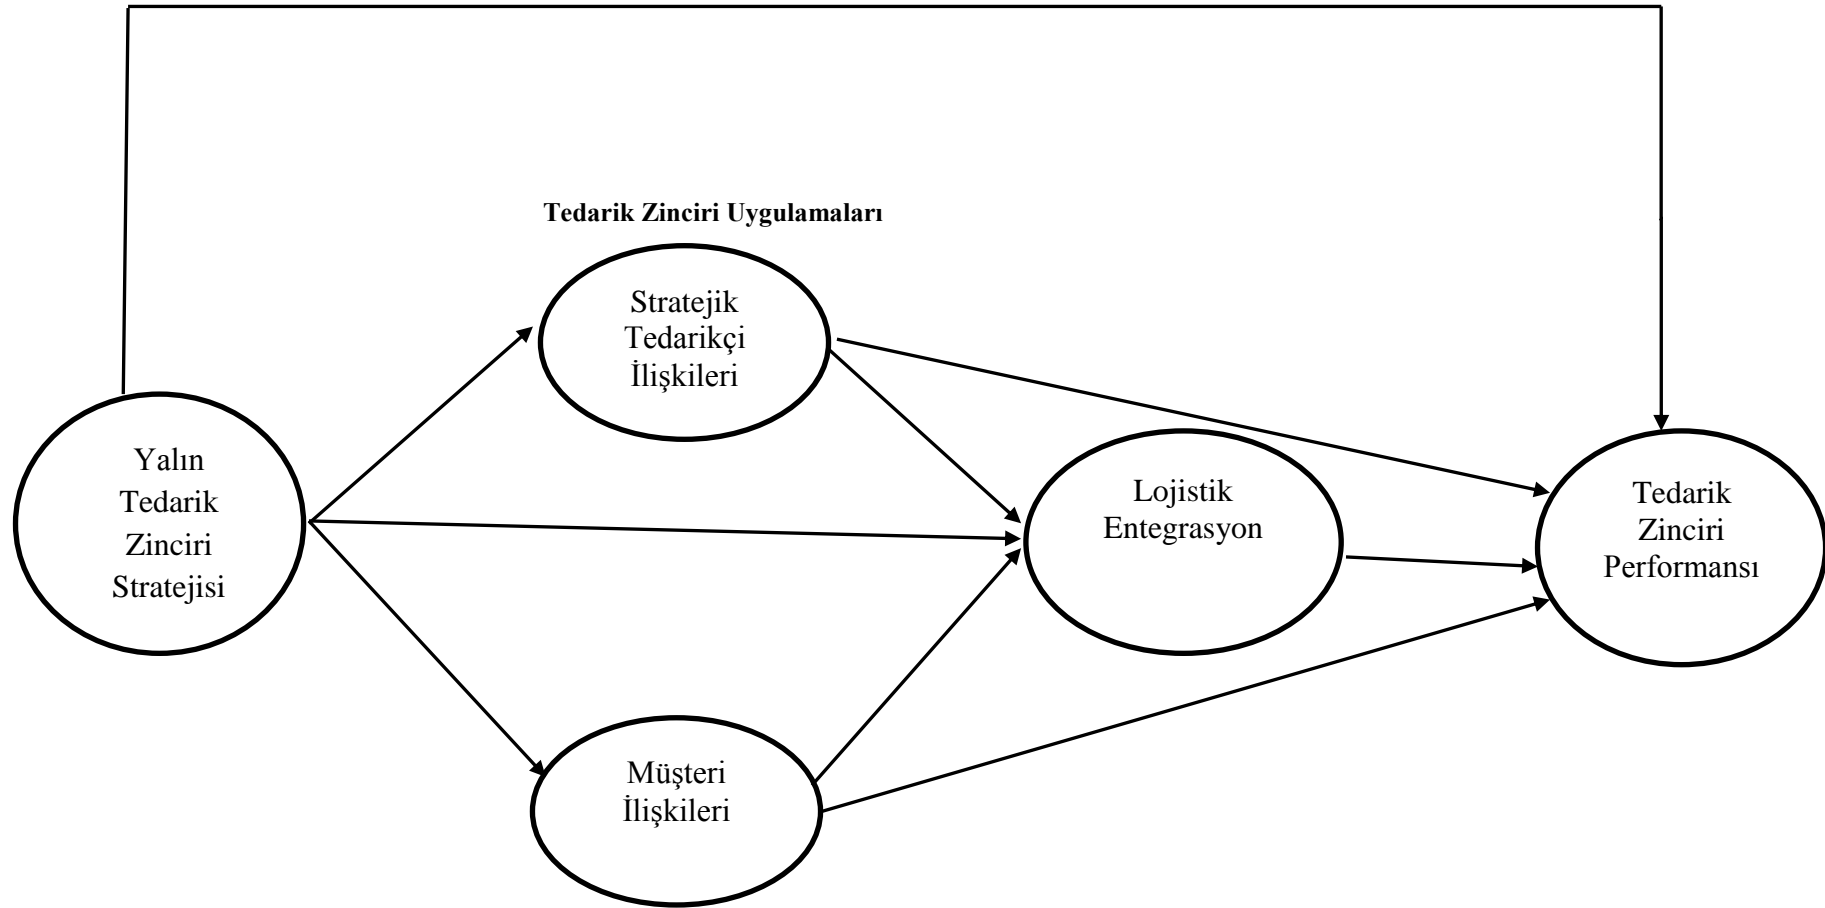 Tedarik Zinciri Uygulamaları
Stratejik
Tedarikçi
İlişkileri
Yalın
Tedarik
Zinciri
Stratejisi
Lojistik
Entegrasyon
Tedarik
Zinciri
Performansı
Müşteri
İlişkileri